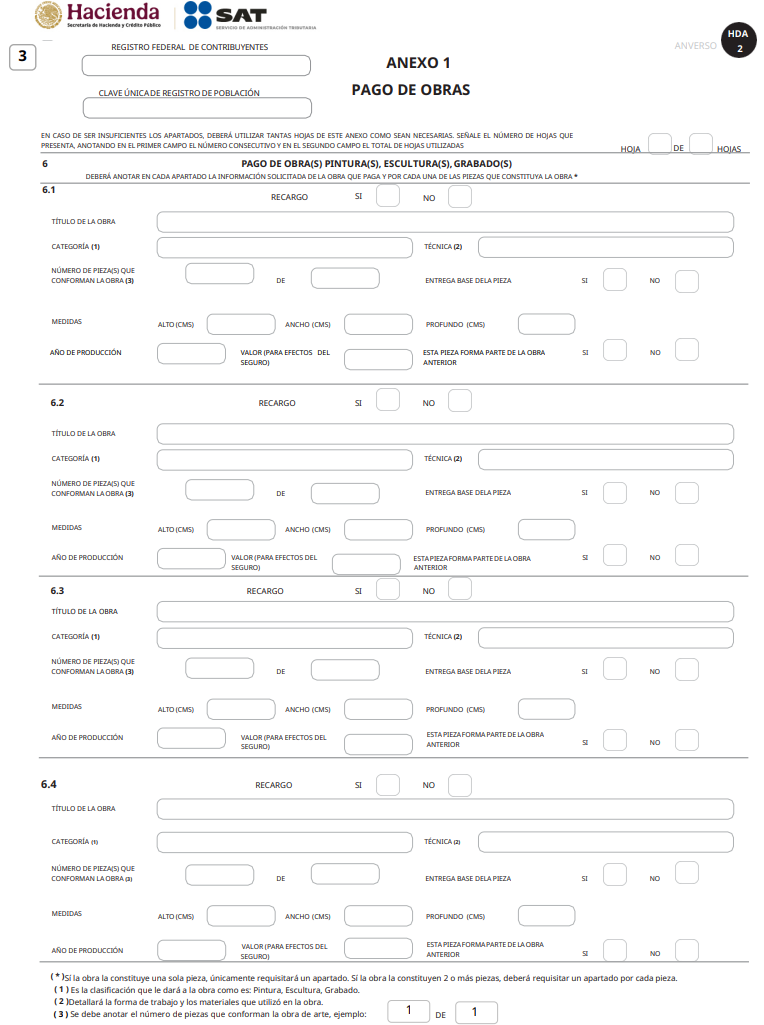 Hacienda
Secretaría de Hacienda y Crédito Público
SAT
SERVICIO DE ADMINISTRACIÓN TRIBUTARIA
ANVERSO
HDA
2
3
REGISTRO FEDERAL DE CONTRIBUYENTES
CLAVE ÚNICA DE REGISTRO DE POBLACIÓN
ANEXO 1
PAGO DE OBRAS
EN CASO DE SER INSUFICIENTES LOS APARTADOS, DEBERÁ UTILIZAR TANTAS HOJAS DE ESTE ANEXO COMO SEAN NECESARIAS. SEÑALE EL NÚMERO DE HOJAS QUE
PRESENTA, ANOTANDO EN EL PRIMER CAMPO EL NÚMERO CONSECUTIVO Y EN EL SEGUNDO CAMPO EL TOTAL DE HOJAS UTILIZADAS
HOJA DE HOJAS
6 PAGO DE OBRA(S) PINTURA(S), ESCULTURA(S), GRABADO(S)
DEBERÁ ANOTAR EN CADA APARTADO LA INFORMACIÓN SOLICITADA DE LA OBRA QUE PAGA Y POR CADA UNA DE LAS PIEZAS QUE CONSTITUYA LA OBRA *
6.1 RECARGO SI NO
TÍTULO DE LA OBRA
CATEGORÍA (1) TÉCNICA (2)
NÚMERO DE PIEZA(S) QUE
CONFORMAN LA OBRA (3) DE ENTREGA BASE DE LA PIEZA SI NO
MEDIDAS ALTO (CMS) ANCHO (CMS) PROFUNDO (CMS)
AÑO DE PRODUCCIÓN VALOR (PARA EFECTOS DEL ESTA PIEZA FORMA PARTE DE LA OBRA SI NO
SEGURO) ANTERIOR
6.2 RECARGO SI NO
TÍTULO DE LA OBRA
CATEGORÍA (1) TÉCNICA (2)
NÚMERO DE PIEZA(S) QUE
CONFORMAN LA OBRA (3) DE ENTREGA BASE DE LA PIEZA SI NO
MEDIDAS ALTO (CMS) ANCHO (CMS) PROFUNDO (CMS)
AÑO DE PRODUCCIÓN VALOR (PARA EFECTOS DEL ESTA PIEZA FORMA PARTE DE LA OBRA SI NO
SEGURO) ANTERIOR
6.3 RECARGO SI NO
TÍTULO DE LA OBRA
CATEGORÍA (1) TÉCNICA (2)
NÚMERO DE PIEZA(S) QUE
CONFORMAN LA OBRA (3) DE ENTREGA BASE DE LA PIEZA SI NO
MEDIDAS ALTO (CMS) ANCHO (CMS) PROFUNDO (CMS)
AÑO DE PRODUCCIÓN VALOR (PARA EFECTOS DEL ESTA PIEZA FORMA PARTE DE LA OBRA SI NO
SEGURO) ANTERIOR
6.4 RECARGO SI NO
TÍTULO DE LA OBRA
CATEGORÍA (1) TÉCNICA (2)
NÚMERO DE PIEZA(S) QUE
CONFORMAN LA OBRA (3) DE ENTREGA BASE DE LA PIEZA SI NO
MEDIDAS ALTO (CMS) ANCHO (CMS) PROFUNDO (CMS)
AÑO DE PRODUCCIÓN VALOR (PARA EFECTOS DEL ESTA PIEZA FORMA PARTE DE LA OBRA SI NO
SEGURO) ANTERIOR
( * )Sí la obra la constituye una sola pieza, únicamente requisitará un apartado. Sí la obra la constituyen 2 o más piezas, deberá requisitar un apartado por cada pieza.
( 1 ) Es la clasificación que le dará a la obra como es: Pintura, Escultura, Grabado.
( 2 )Detallará la forma de trabajo y los materiales que utilizó en la obra.
( 3 ) Se debe anotar el número de piezas que conforman la obra de arte, ejemplo: 1 DE 1